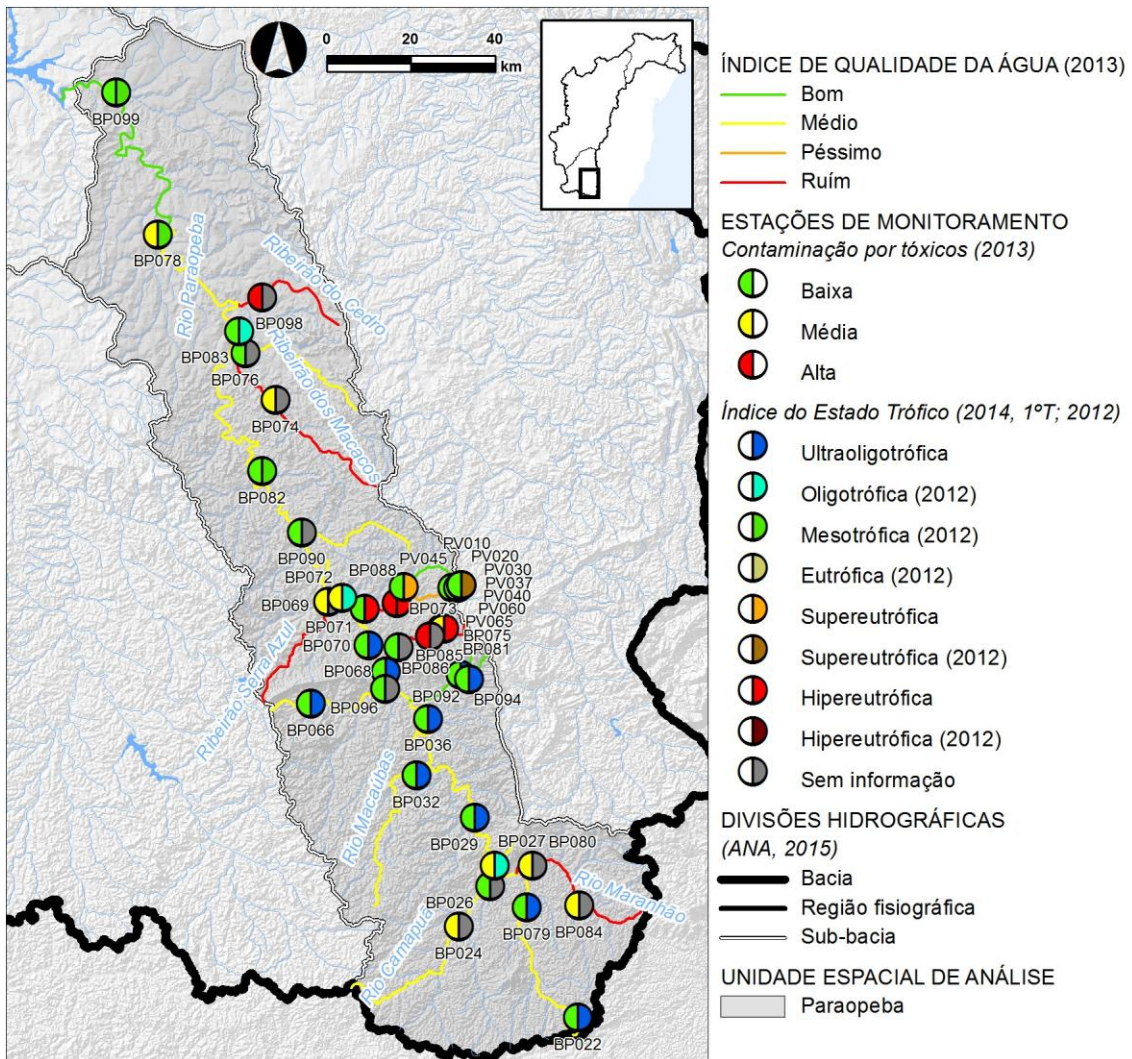 0 20 40
km
BP099
BP078
Rio Paraopeba
Ribeirão do Cedro
BP098
BP083
BP076
Ribeirão dos Macacos
BP074
BP082
BP090
PV010
PV020
PV030
PV037
PV040
PV060
PV065
PV045
BP088
BP072
BP069
BP073
BP071
BP075
BP081
BP070
BP085
BP068
BP086
BP092
BP094
BP096
BP066
Ribeirão Serra Azul
BP036
BP032
Rio Macaúbas
BP029
BP027
BP080
BP026
Rio Maranhão
BP079
BP084
BP024
Rio Camapuã
BP022
ÍNDICE DE QUALIDADE DA ÁGUA (2013)
Bom
Médio
Péssimo
Ruím
ESTAÇÕES DE MONITORAMENTO
Contaminação por tóxicos (2013)
Baixa
Média
Alta
Índice do Estado Trófico (2014, 1ºT; 2012)
Ultraoligotrófica
Oligotrófica (2012)
Mesotrófica (2012)
Eutrófica (2012)
Supereutrófica
Supereutrófica (2012)
Hipereutrófica
Hipereutrófica (2012)
Sem informação
DIVISÕES HIDROGRÁFICAS
(ANA, 2015)
Bacia
Região fisiográfica
Sub-bacia
UNIDADE ESPACIAL DE ANÁLISE
Paraopeba